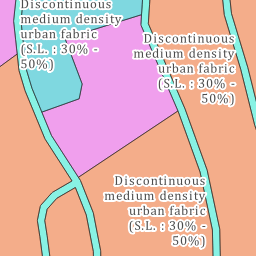 Discontinuous
medium density
urban fabric
(S.L. : 30% -
50%)
Discontinuous
medium density
urban fabric
(S.L. : 30% -
50%)
Discontinuous
medium density
urban fabric
(S.L. : 30% -
50%)